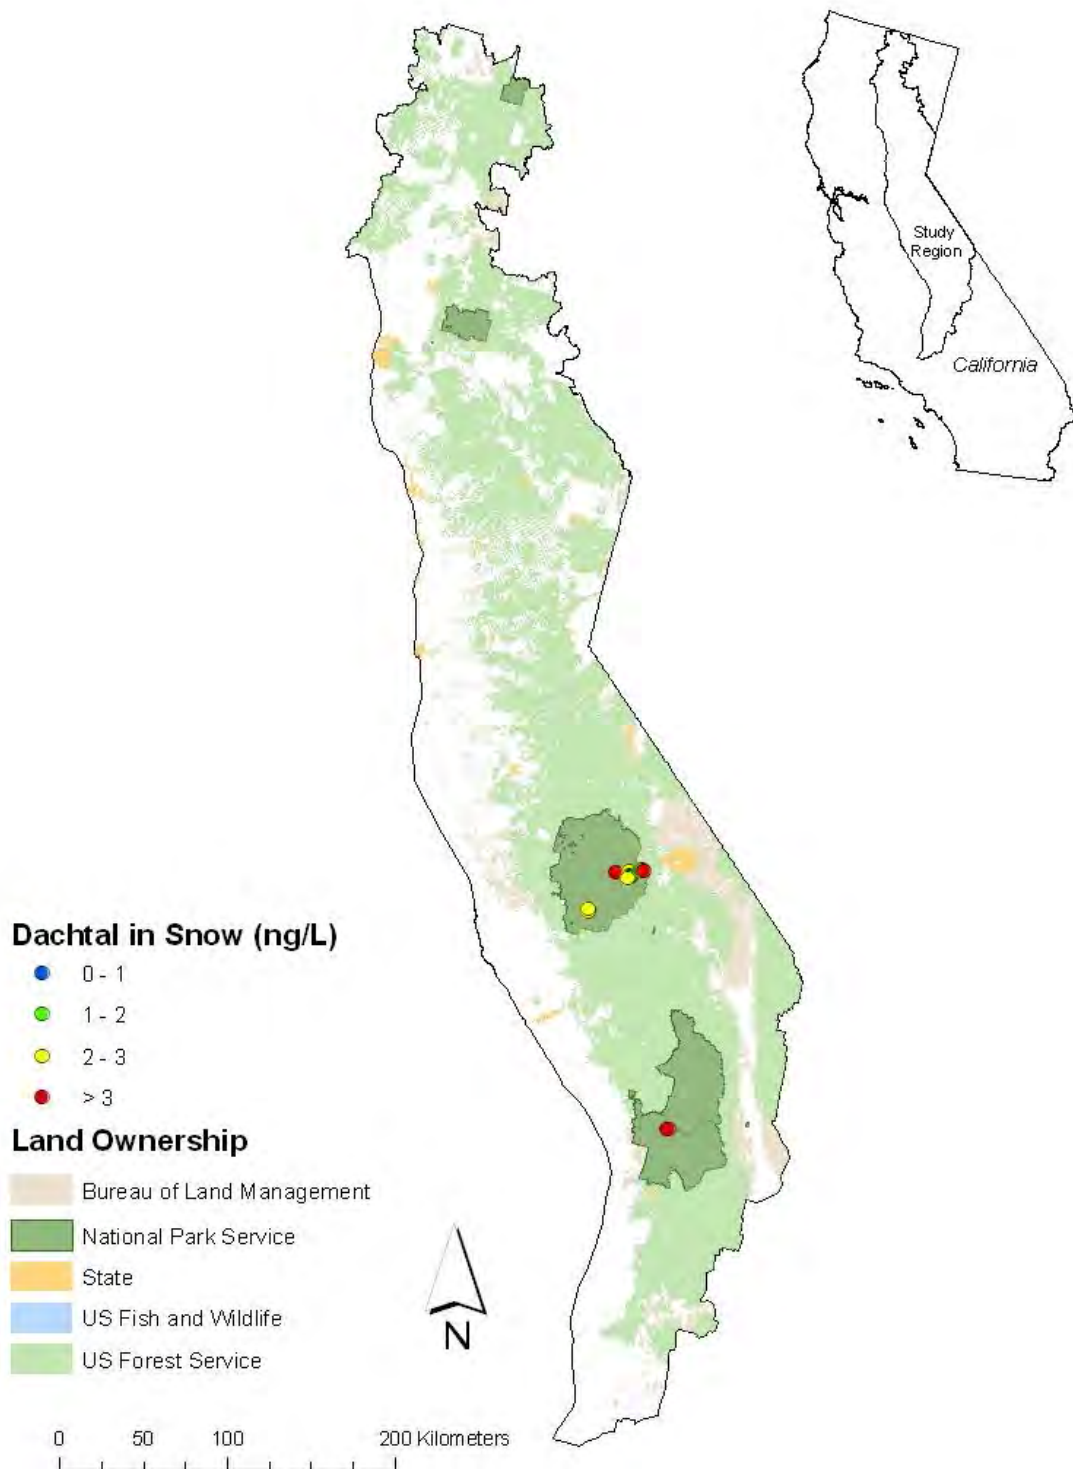 Study
Region
California
Dachtal in Snow (ng/L)
0 - 1
1 - 2
2 - 3
> 3
Land Ownership
Bureau of Land Management
National Park Service
State
US Fish and Wildlife
US Forest Service
N
0 50 100 200 Kilometers